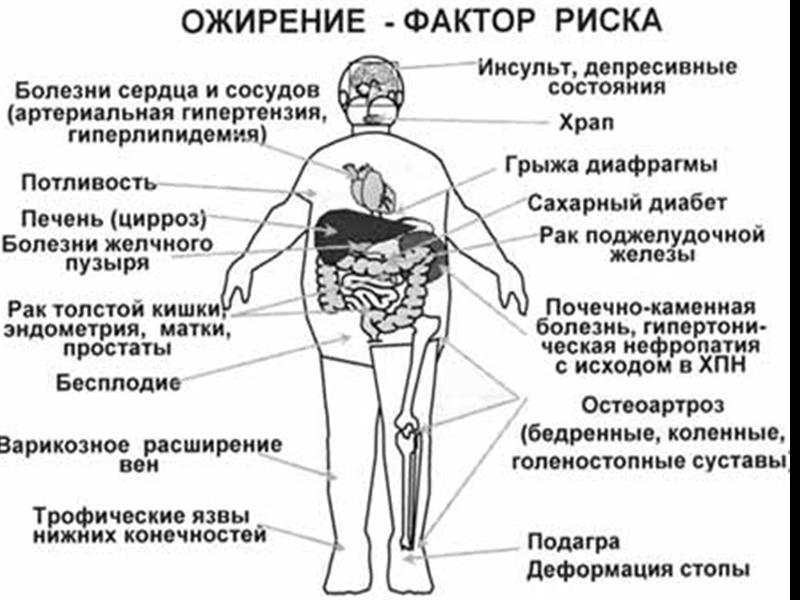 ОЖИРЕНИЕ - ФАКТОР РИСКА
Болезни сердца и сосудов
(артериальная гипертензия,
гиперлипидемия)
Потливость
Печень (цирроз)
Болезни желчного
пузыря
Рак толстой кишки,
эндометрия, матки,
простаты
Бесплодие
Варикозное расширение
вен
Трофические язвы
нижних конечностей
Инсульт, депресивные
состояния
Храп
Грыжа диафрагмы
Сахарный диабет
Рак поджелудочной
железы
Почечно-каменная
болезнь, гипертони-
ческая нефропатия
с исходом в ХПН
Остеоартроз
(бедренные, коленные,
голеностопные суставы)
Подагра
Деформация стопы